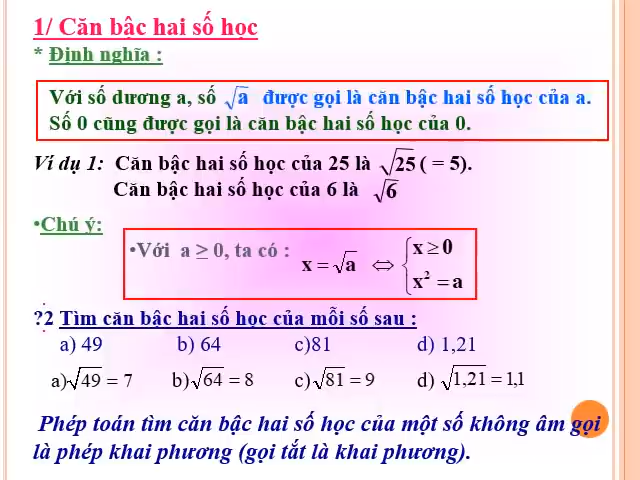 1/ Căn bậc hai số học
* Định nghĩa :
Với số dương a, số √a được gọi là căn bậc hai số học của a.
Số 0 cũng được gọi là căn bậc hai số học của 0.
Ví dụ 1: Căn bậc hai số học của 25 là √25 ( = 5).
Căn bậc hai số học của 6 là √6
•Chú ý:
•Với a ≥ 0, ta có : x = √a ⇔ { x ≥ 0
x² = a
?2 Tìm căn bậc hai số học của mỗi số sau :
a) 49 b) 64 c)81 d) 1,21
a)√49 = 7 b)√64 = 8 c)√81 = 9 d) √1,21 = 1,1
Phép toán tìm căn bậc hai số học của một số không âm gọi
là phép khai phương (gọi tắt là khai phương).